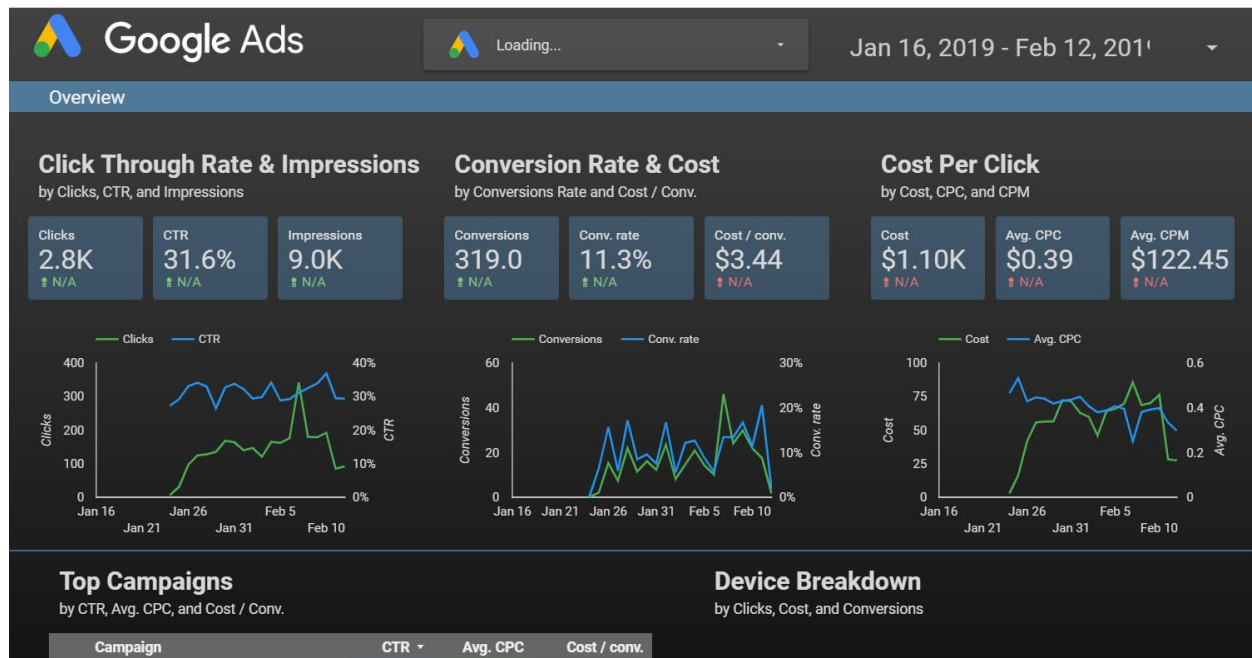 Google Ads
Loading...
Jan 16, 2019 - Feb 12, 201
Overview
Click Through Rate & Impressions
by Clicks, CTR, and Impressions
Clicks
2.8K
N/A
CTR
31.6%
N/A
Impressions
9.0K
N/A
Clicks
CTR
400
300
200
100
0
Clicks
40%
30%
20%
10%
0%
CTR
Jan 16
Jan 21
Jan 26
Jan 31
Feb 5
Feb 10
Conversion Rate & Cost
by Conversions Rate and Cost / Conv.
Conversions
319.0
N/A
Conv. rate
11.3%
N/A
Cost / conv.
$3.44
N/A
Conversions
Conv. rate
60
40
20
0
Conversions
30%
20%
10%
0%
Conv. rate
Jan 16
Jan 21
Jan 26
Jan 31
Feb 5
Feb 10
Cost Per Click
by Cost, CPC, and CPM
Cost
$1.10K
N/A
Avg. CPC
$0.39
N/A
Avg. CPM
$122.45
N/A
Cost
Avg. CPC
100
75
50
25
0
Cost
0.6
0.4
0.2
0
Avg. CPC
Jan 16
Jan 21
Jan 26
Jan 31
Feb 5
Feb 10
Top Campaigns
by CTR, Avg. CPC, and Cost / Conv.
Campaign CTR Avg. CPC Cost / conv.
Device Breakdown
by Clicks, Cost, and Conversions